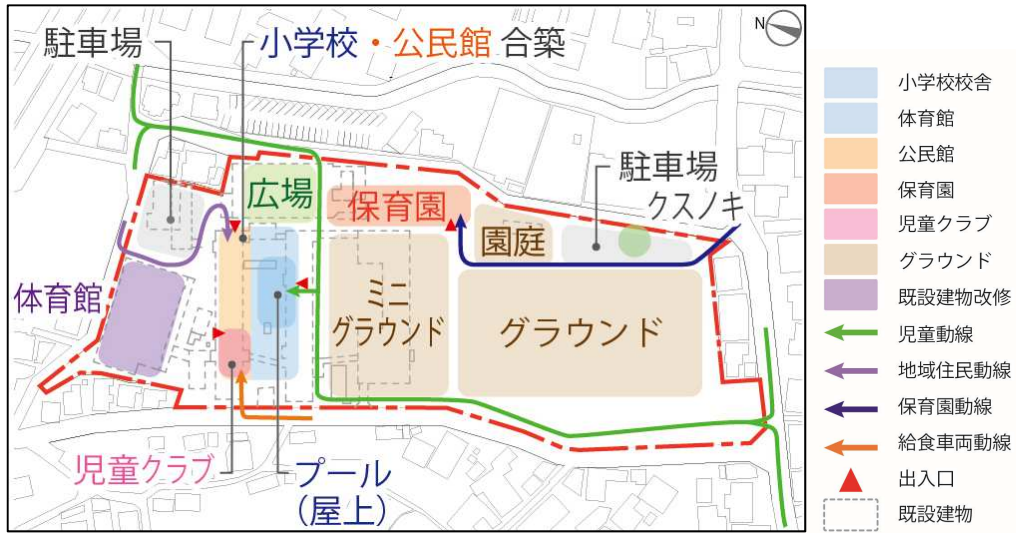 N
駐車場
小学校・公民館 合築
駐車場
クスノキ
広場
保育園
園庭
体育館
ミニ
グラウンド
グラウンド
児童クラブ
プール
(屋上)
小学校校舎
体育館
公民館
保育園
児童クラブ
グラウンド
既設建物改修
児童動線
地域住民動線
保育園動線
給食車両動線
出入口
既設建物